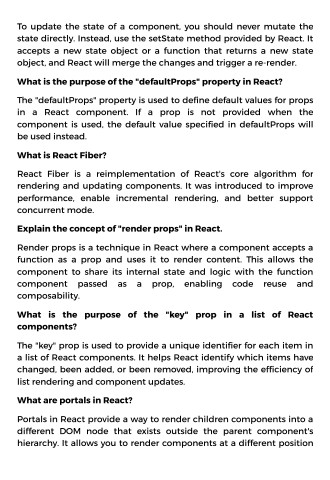 To update the state of a component, you should never mutate the
state directly. Instead, use the setState method provided by React. It
accepts a new state object or a function that returns a new state
object, and React will merge the changes and trigger a re-render.
What is the purpose of the "defaultProps" property in React?
The "defaultProps" property is used to define default values for props
in a React component. If a prop is not provided when the
component is used, the default value specified in defaultProps will
be used instead.
What is React Fiber?
React Fiber is a reimplementation of React's core algorithm for
rendering and updating components. It was introduced to improve
performance, enable incremental rendering, and better support
concurrent mode.
Explain the concept of "render props" in React.
Render props is a technique in React where a component accepts a
function as a prop and uses it to render content. This allows the
component to share its internal state and logic with the function
component passed as a prop, enabling code reuse and
composability.
What is the purpose of the "key" prop in a list of React
components?
The "key" prop is used to provide a unique identifier for each item in
a list of React components. It helps React identify which items have
changed, been added, or been removed, improving the efficiency of
list rendering and component updates.
What are portals in React?
Portals in React provide a way to render children components into a
different DOM node that exists outside the parent component's
hierarchy. It allows you to render components at a different position